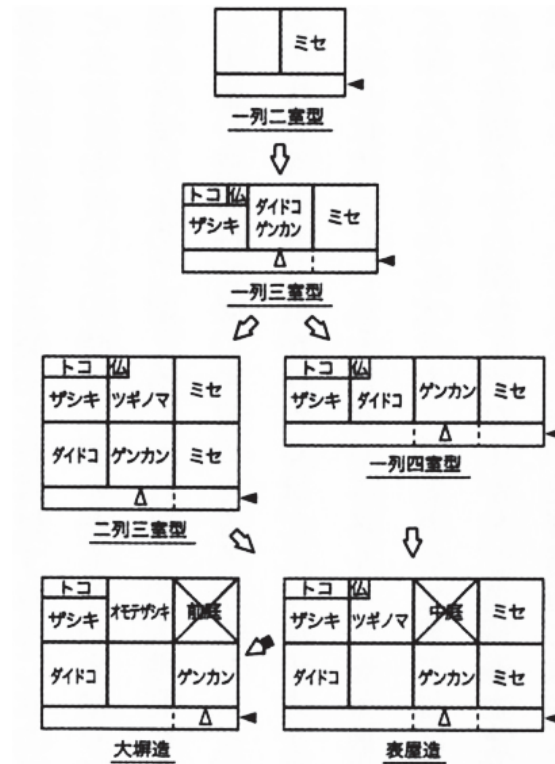 ミセ
一列二室型
トコ 仏
ザシキ
ダイドコ
ゲンカン
ミセ
一列三室型
トコ 仏
ザシキ ツギノマ ミセ
ダイドコ ゲンカン ミセ
二列三室型
トコ 仏
ザシキ ダイドコ ゲンカン ミセ
一列四室型
トコ
ザシキ オモテザシキ 前庭
ダイドコ ゲンカン
大塀造
トコ 仏
ザシキ ツギノマ 中庭 ミセ
ダイドコ ゲンカン ミセ
表屋造